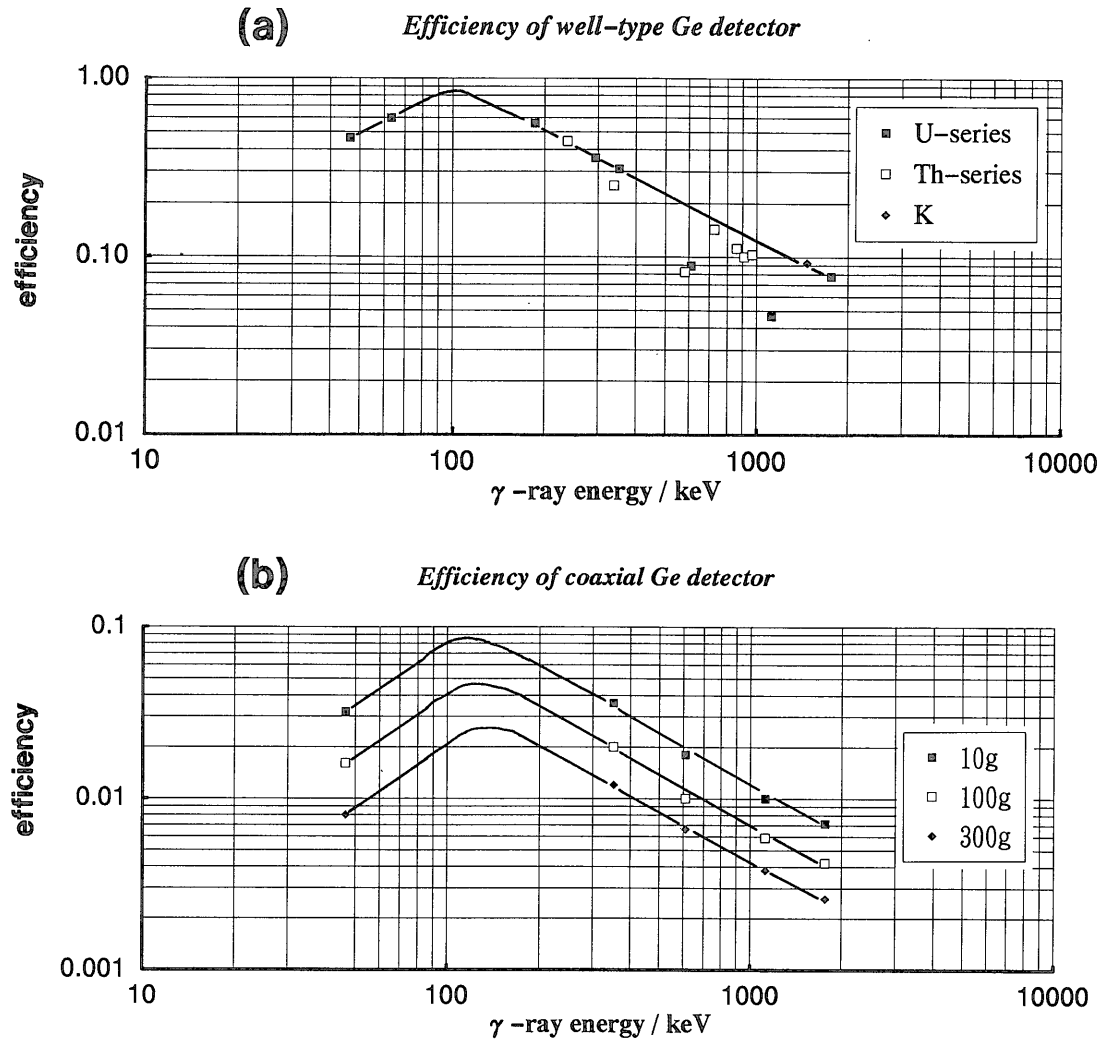 (a) Efficiency of well-type Ge detector
1.00
0.10
0.01
efficiency
10 100 1000 10000
γ-ray energy / keV
U-series
Th-series
K
(b) Efficiency of coaxial Ge detector
0.1
0.01
0.001
efficiency
10 100 1000 10000
γ-ray energy / keV
10g
100g
300g